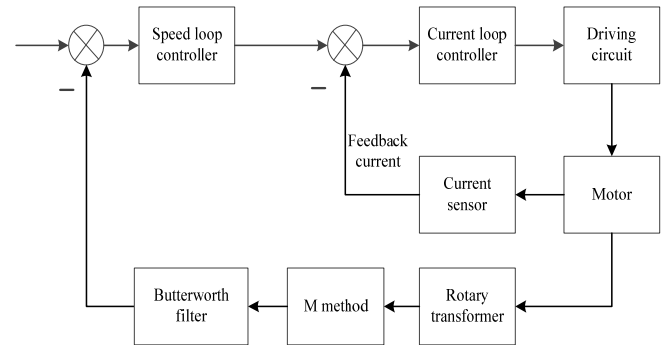 Speed loop
controller
Current loop
controller
Driving
circuit
−
−
Feedback
current
Current
sensor
Motor
Butterworth
filter
M method
Rotary
transformer